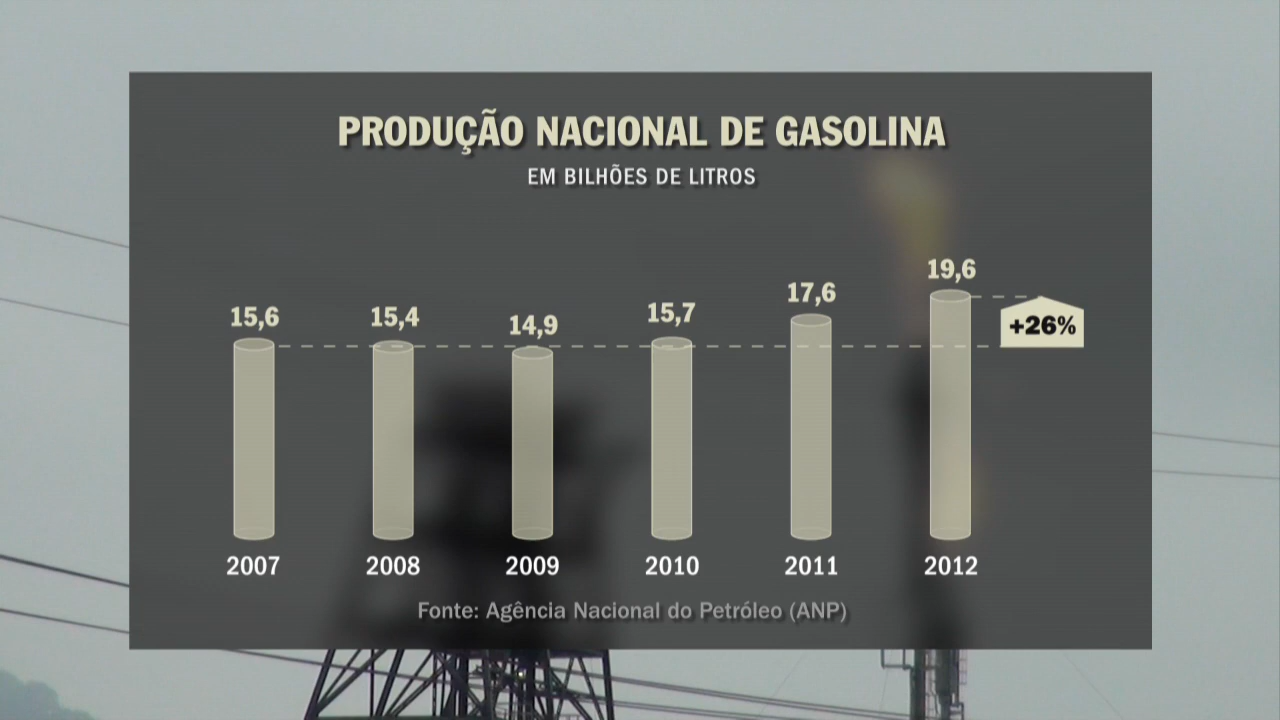 PRODUÇÃO NACIONAL DE GASOLINA
EM BILHÕES DE LITROS
15,6 15,4 14,9 15,7 17,6 19,6
+26%
2007 2008 2009 2010 2011 2012
Fonte: Agência Nacional do Petróleo (ANP)